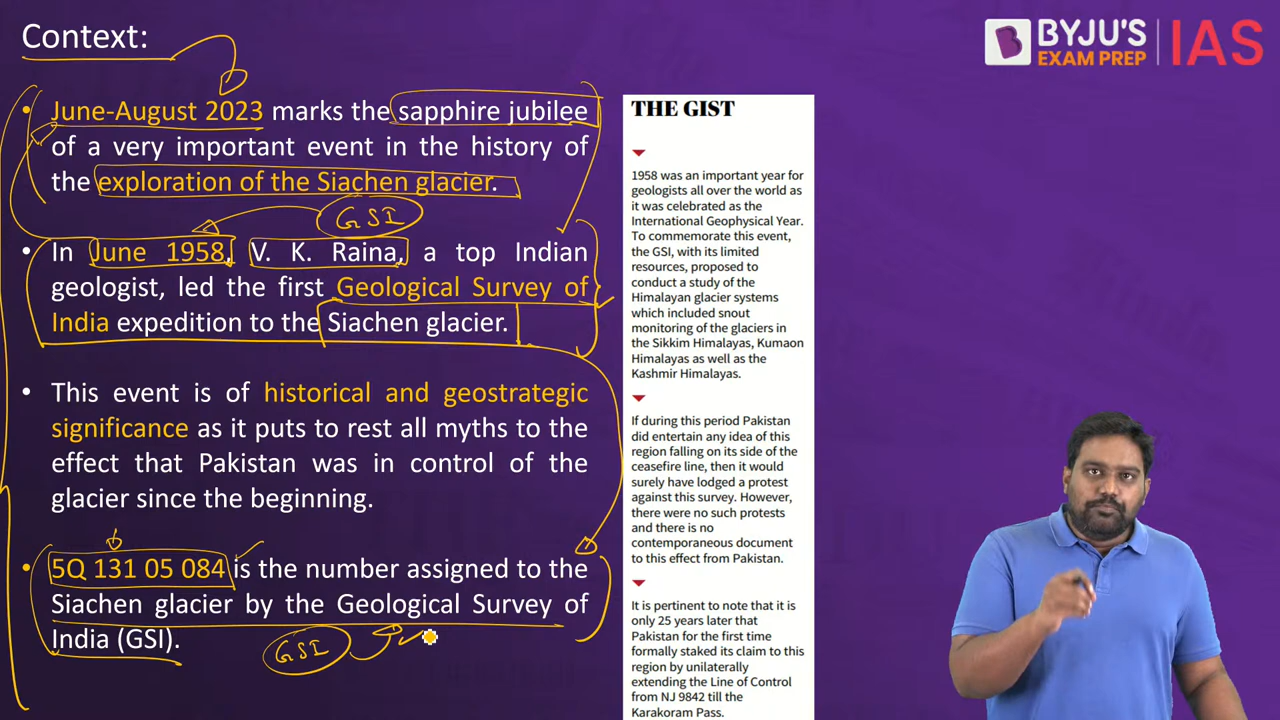 Context:
BYJU'S
EXAM PREP
IAS
• June-August 2023 marks the sapphire jubilee
of a very important event in the history of
the exploration of the Siachen glacier.
GSI
• In June 1958, V. K. Raina, a top Indian
geologist, led the first Geological Survey of
India expedition to the Siachen glacier.
• This event is of historical and geostrategic
significance as it puts to rest all myths to the
effect that Pakistan was in control of the
glacier since the beginning.
• 5Q 131 05 084 is the number assigned to the
Siachen glacier by the Geological Survey of
India (GSI).
GSI
THE GIST
1958 was an important year for
geologists all over the world as
it was celebrated as the
International Geophysical Year.
To commemorate this event,
the GSI, with its limited
resources, proposed to
conduct a study of the
Himalayan glacier systems
which included snout
monitoring of the glaciers in
the Sikkim Himalayas, Kumaon
Himalayas as well as the
Kashmir Himalayas.
If during this period Pakistan
did entertain any idea of this
region falling on its side of the
ceasefire line, then it would
surely have lodged a protest
against this survey. However,
there were no such protests
and there is no
contemporaneous document
to this effect from Pakistan.
It is pertinent to note that it is
only 25 years later that
Pakistan for the first time
formally staked its claim to this
region by unilaterally
extending the Line of Control
from NJ 9842 till the
Karakoram Pass.